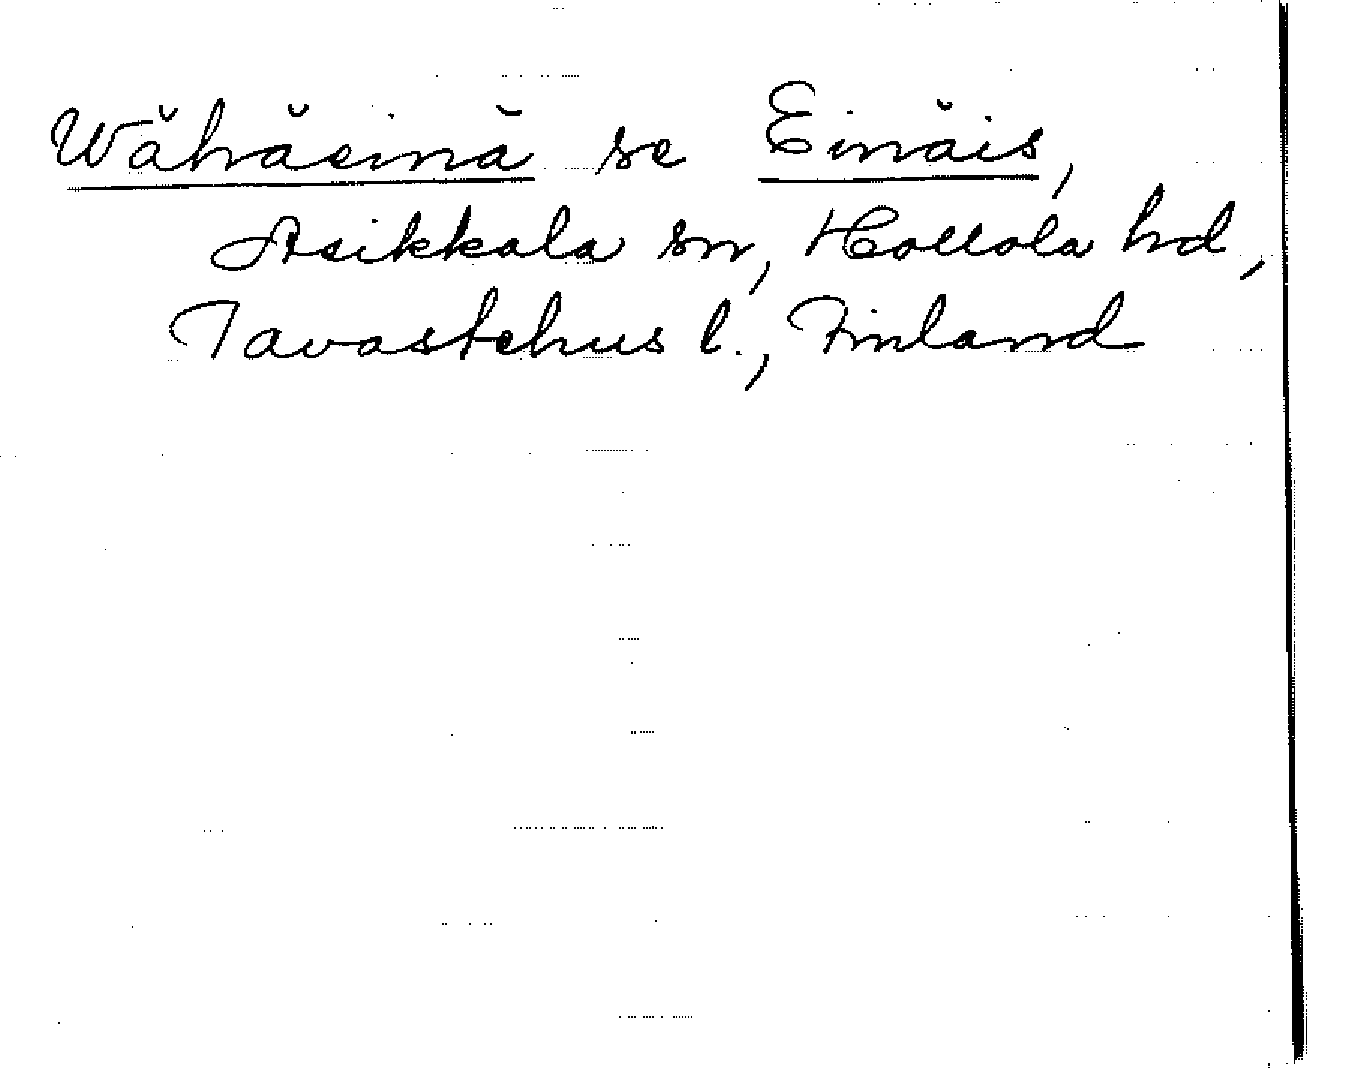 Wähäeinä se Einäis,
Asikkala sn, Hollola hd,
Tavastehus l., Finland